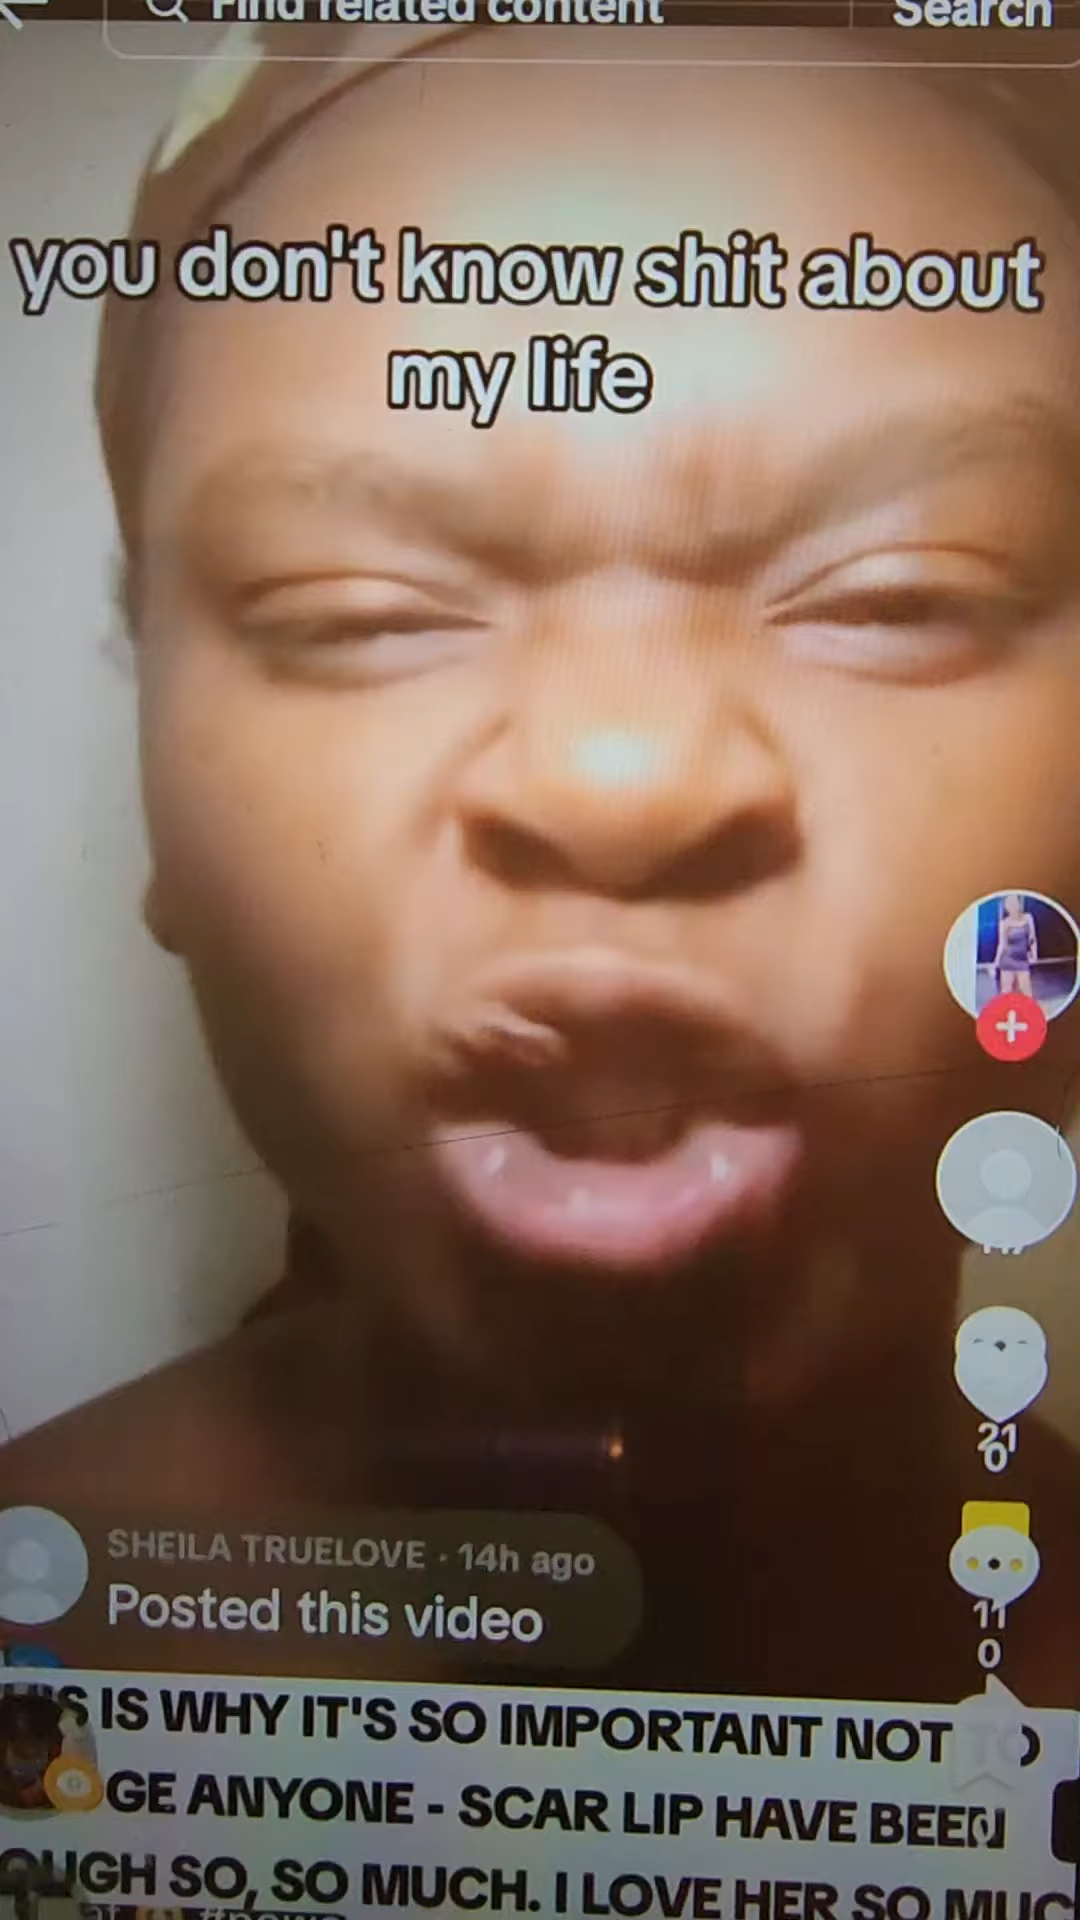 Find related content Search
you don't know shit about
my life
21
0
SHEILA TRUELOVE · 14h ago
Posted this video
11
0
IS WHY IT'S SO IMPORTANT NOT
GE ANYONE - SCAR LIP HAVE BEEN
OUGH SO, SO MUCH. I LOVE HER SO MUC